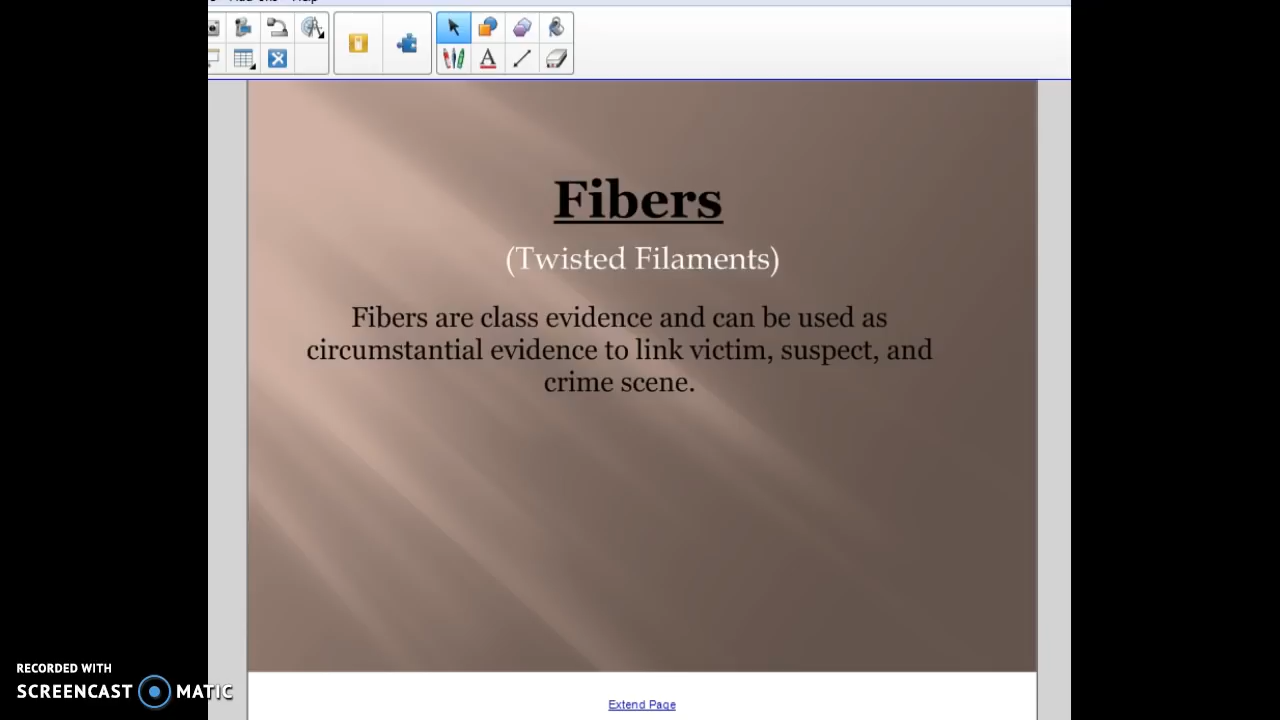 Fibers
(Twisted Filaments)
Fibers are class evidence and can be used as
circumstantial evidence to link victim, suspect, and
crime scene.
RECORDED WITH
SCREENCAST MATIC
Extend Page